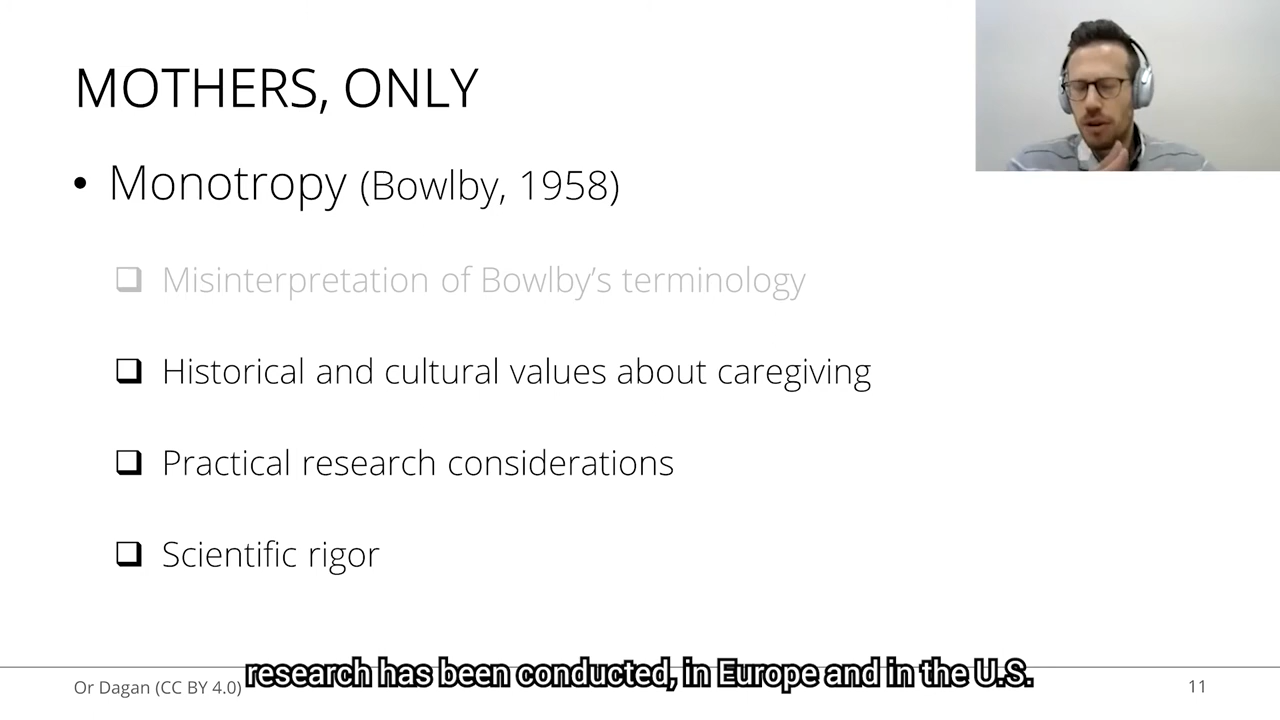 MOTHERS, ONLY
• Monotropy (Bowlby, 1958)
❑ Misinterpretation of Bowlby’s terminology
❑ Historical and cultural values about caregiving
❑ Practical research considerations
❑ Scientific rigor
research has been conducted, in Europe and in the U.S.
Or Dagan (CC BY 4.0)
11